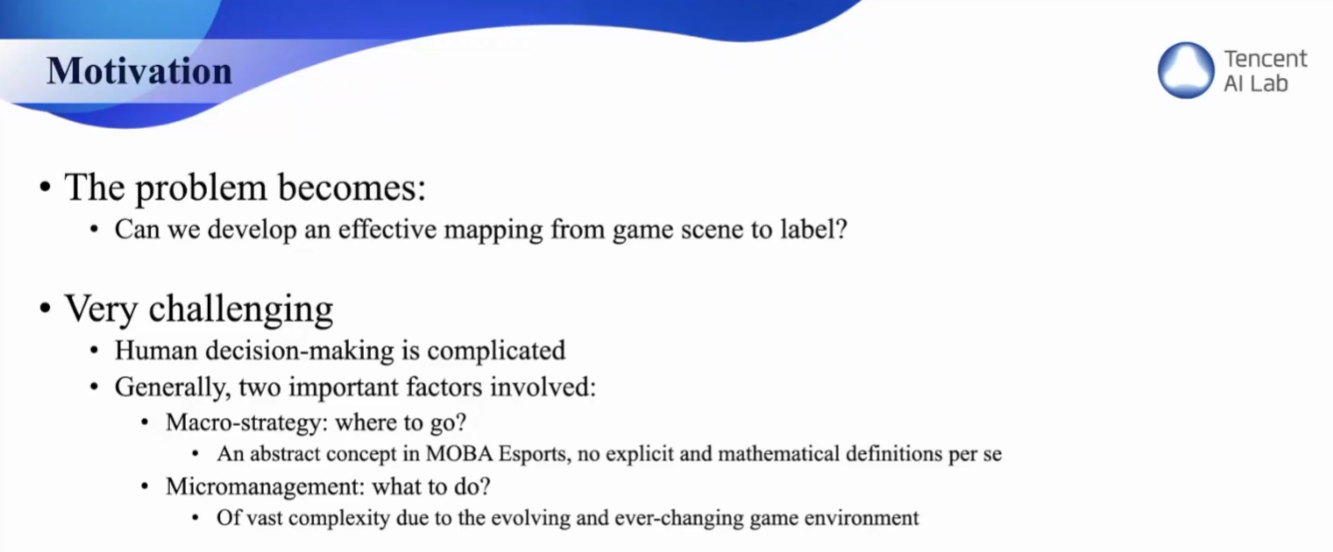 Motivation
Tencent
AI Lab
• The problem becomes:
• Can we develop an effective mapping from game scene to label?
• Very challenging
• Human decision-making is complicated
• Generally, two important factors involved:
• Macro-strategy: where to go?
• An abstract concept in MOBA Esports, no explicit and mathematical definitions per se
• Micromanagement: what to do?
• Of vast complexity due to the evolving and ever-changing game environment